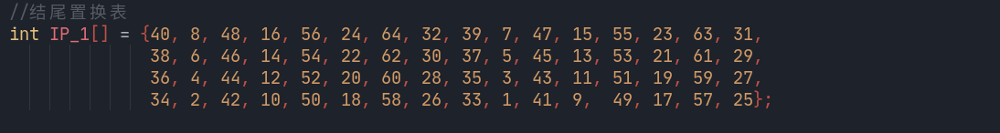 //结尾置换表
int IP_1[] = {40, 8, 48, 16, 56, 24, 64, 32, 39, 7, 47, 15, 55, 23, 63, 31,
38, 6, 46, 14, 54, 22, 62, 30, 37, 5, 45, 13, 53, 21, 61, 29,
36, 4, 44, 12, 52, 20, 60, 28, 35, 3, 43, 11, 51, 19, 59, 27,
34, 2, 42, 10, 50, 18, 58, 26, 33, 1, 41, 9,  49, 17, 57, 25};